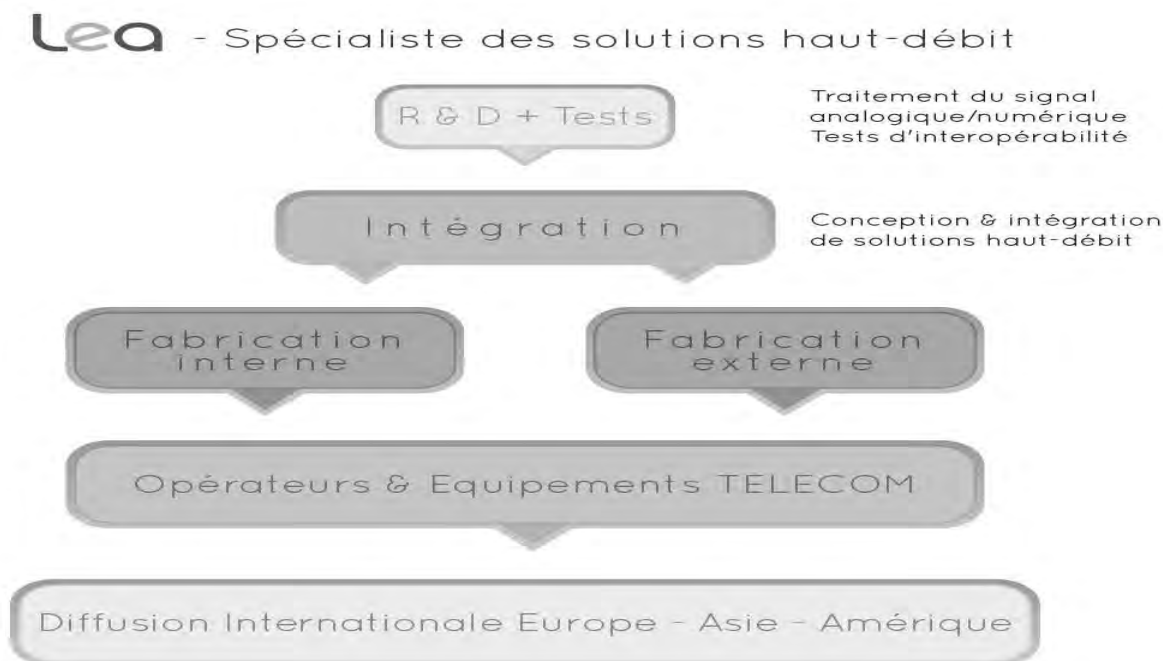 Lea - Spécialiste des solutions haut-débit
R & D + Tests
Traitement du signal
analogique/numérique
Tests d'interopérabilité
Intégration
Conception & intégration
de solutions haut-débit
Fabrication
interne
Fabrication
externe
Opérateurs & Equipements TELECOM
Diffusion Internationale Europe - Asie - Amérique